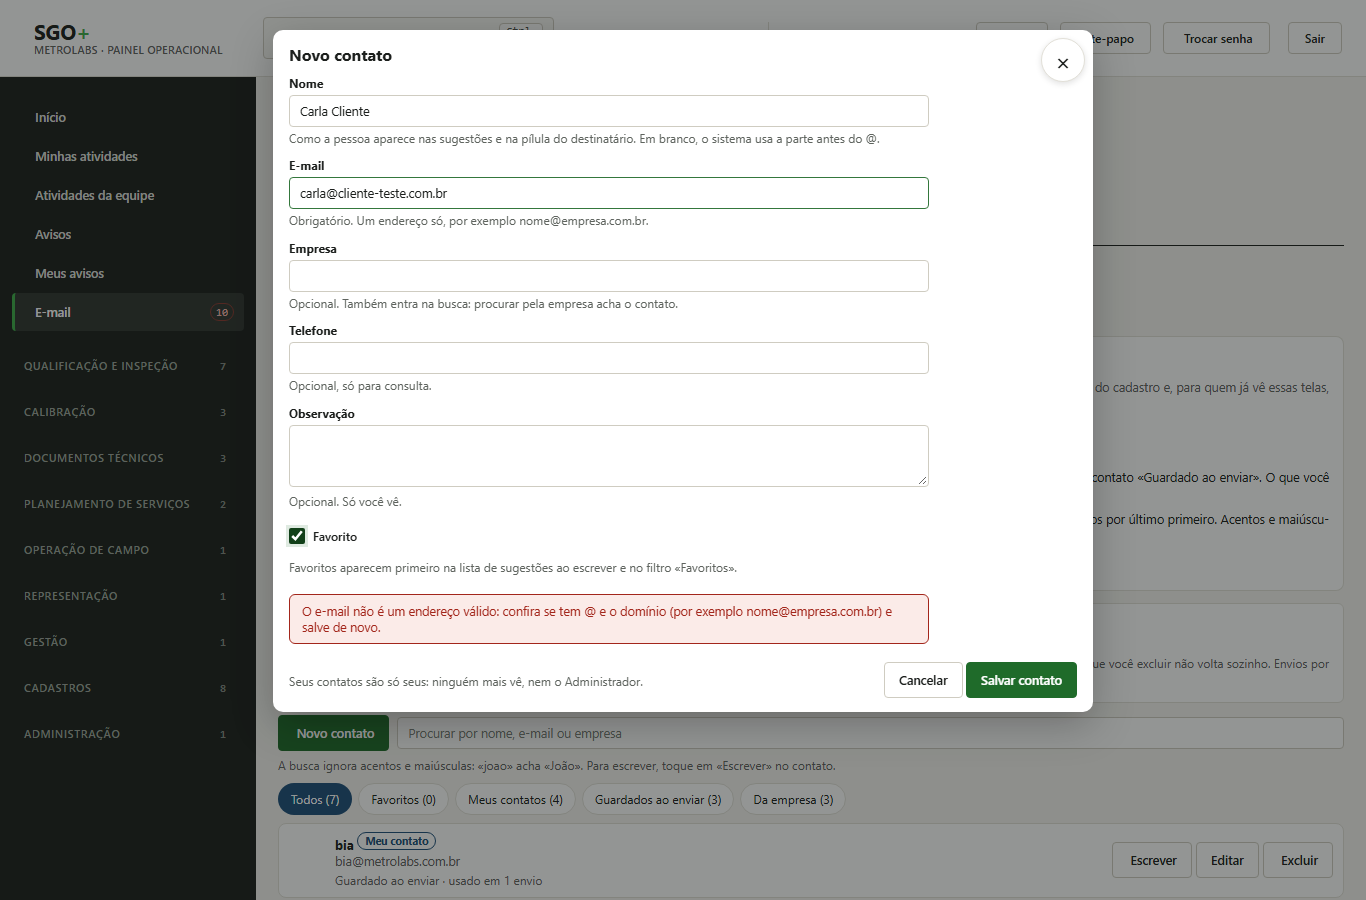 SGO+
METROLABS · PAINEL OPERACIONAL
te-papo
Trocar senha
Sair
Início
Minhas atividades
Atividades da equipe
Avisos
Meus avisos
E-mail 10
QUALIFICAÇÃO E INSPEÇÃO 7
CALIBRAÇÃO 3
DOCUMENTOS TÉCNICOS 3
PLANEJAMENTO DE SERVIÇOS 2
OPERAÇÃO DE CAMPO 1
REPRESENTAÇÃO 1
GESTÃO 1
CADASTROS 8
ADMINISTRAÇÃO 1
Novo contato
×
Nome
Carla Cliente
Como a pessoa aparece nas sugestões e na pílula do destinatário. Em branco, o sistema usa a parte antes do @.
E-mail
carla@cliente-teste.com.br
Obrigatório. Um endereço só, por exemplo nome@empresa.com.br.
Empresa
Opcional. Também entra na busca: procurar pela empresa acha o contato.
Telefone
Opcional, só para consulta.
Observação
Opcional. Só você vê.
Favorito
Favoritos aparecem primeiro na lista de sugestões ao escrever e no filtro «Favoritos».
O e-mail não é um endereço válido: confira se tem @ e o domínio (por exemplo nome@empresa.com.br) e
salve de novo.
Seus contatos são só seus: ninguém mais vê, nem o Administrador.
Cancelar
Salvar contato
do cadastro e, para quem já vê essas telas,
contato «Guardado ao enviar». O que você
os por último primeiro. Acentos e maiúscu-
ue você excluir não volta sozinho. Envios por
Novo contato
Procurar por nome, e-mail ou empresa
A busca ignora acentos e maiúsculas: «joao» acha «João». Para escrever, toque em «Escrever» no contato.
Todos (7)
Favoritos (0)
Meus contatos (4)
Guardados ao enviar (3)
Da empresa (3)
bia Meu contato
bia@metrolabs.com.br
Guardado ao enviar · usado em 1 envio
Escrever
Editar
Excluir